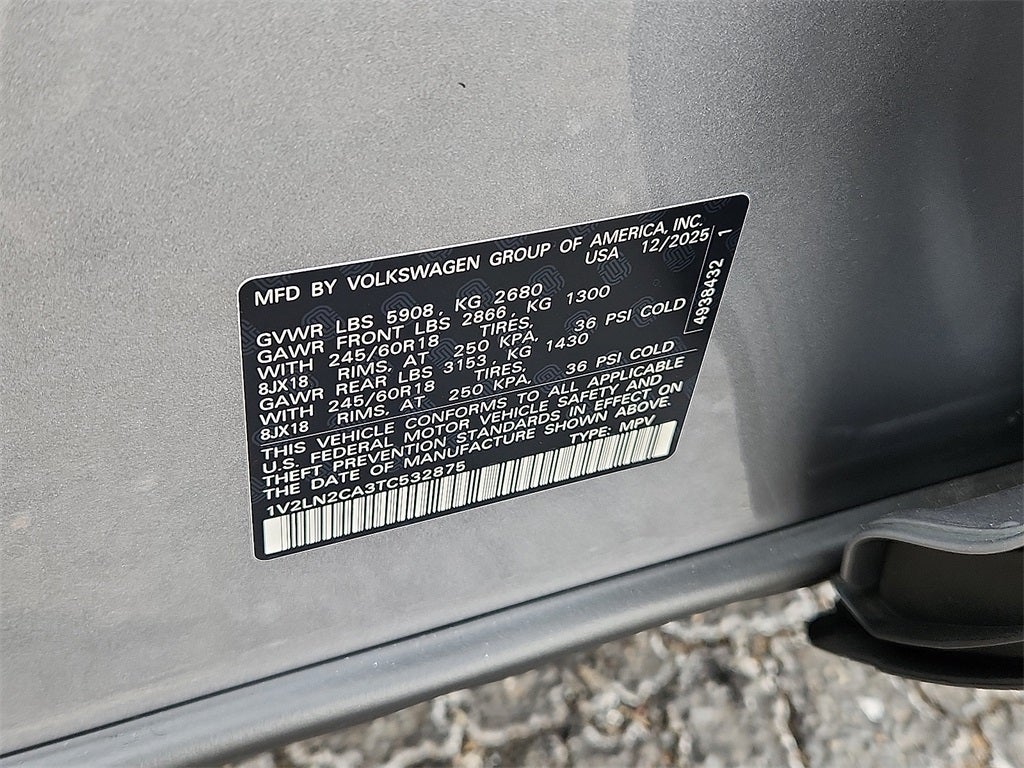 MFD BY VOLKSWAGEN GROUP OF AMERICA, INC.
USA 12/2025
GVWR LBS 5908, KG 2680
GAWR FRONT LBS 2866, KG 1300
WITH 245/60R18 TIRES,
8JX18 RIMS, AT 250 KPA, 36 PSI COLD
GAWR REAR LBS 3153, KG 1430
WITH 245/60R18 TIRES,
8JX18 RIMS, AT 250 KPA, 36 PSI COLD
THIS VEHICLE CONFORMS TO ALL APPLICABLE
U.S. FEDERAL MOTOR VEHICLE SAFETY AND
THEFT PREVENTION STANDARDS IN EFFECT ON
THE DATE OF MANUFACTURE SHOWN ABOVE.
1V2LN2CA3TC532875 TYPE: MPV
4938432 1